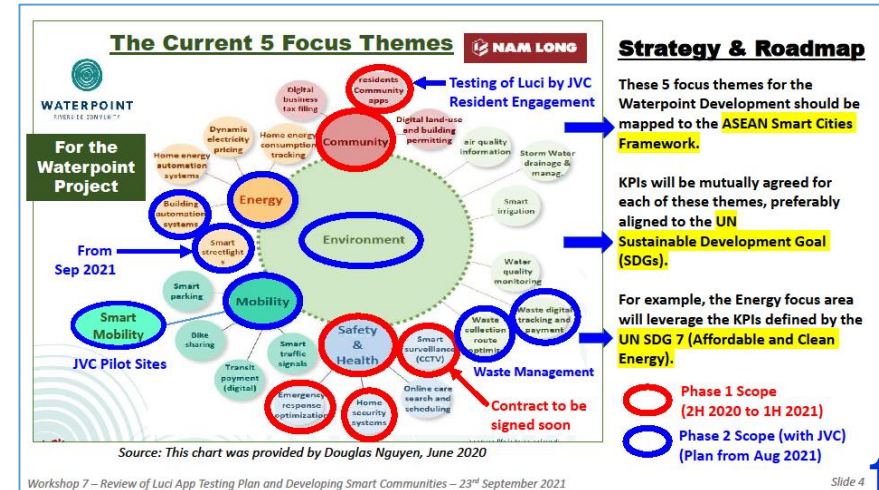 The Current 5 Focus Themes
NAM LONG
WATERPOINT
RIVERSIDE COMMUNITY
For the
Waterpoint
Project
Digital
business
tax filing
residents
Community
apps
Testing of Luci by JVC
Resident Engagement
Digital land-use
and building
permitting
Community
Dynamic
electricity
pricing
Home energy
consumption
tracking
Home energy
automation
systems
Energy
Building
automation
systems
Smart
streetlight
s
From
Sep 2021
air quality
information
Storm Water
drainage &
manag.
Smart
irrigation
Environment
Water
quality
monitoring
Smart
parking
Mobility
Smart
Mobility
JVC Pilot Sites
Bike
sharing
Transit
payment
(digital)
Smart
traffic
signals
Safety
&
Health
Smart
surveillance
(CCTV)
Waste
collection
route
optimiz
Waste digital
tracking and
payment
Waste Management
Emergency
response
optimization
Home
security
systems
Online care
search and
scheduling
Contract to be
signed soon
Source: This chart was provided by Douglas Nguyen, June 2020
Strategy & Roadmap
These 5 focus themes for the
Waterpoint Development should be
mapped to the ASEAN Smart Cities
Framework.
KPIs will be mutually agreed for
each of these themes, preferably
aligned to the UN
Sustainable Development Goal
(SDGs).
For example, the Energy focus area
will leverage the KPIs defined by the
UN SDG 7 (Affordable and Clean
Energy).
Phase 1 Scope
(2H 2020 to 1H 2021)
Phase 2 Scope (with JVC)
(Plan from Aug 2021)
Workshop 7 – Review of Luci App Testing Plan and Developing Smart Communities – 23rd September 2021
Slide 4